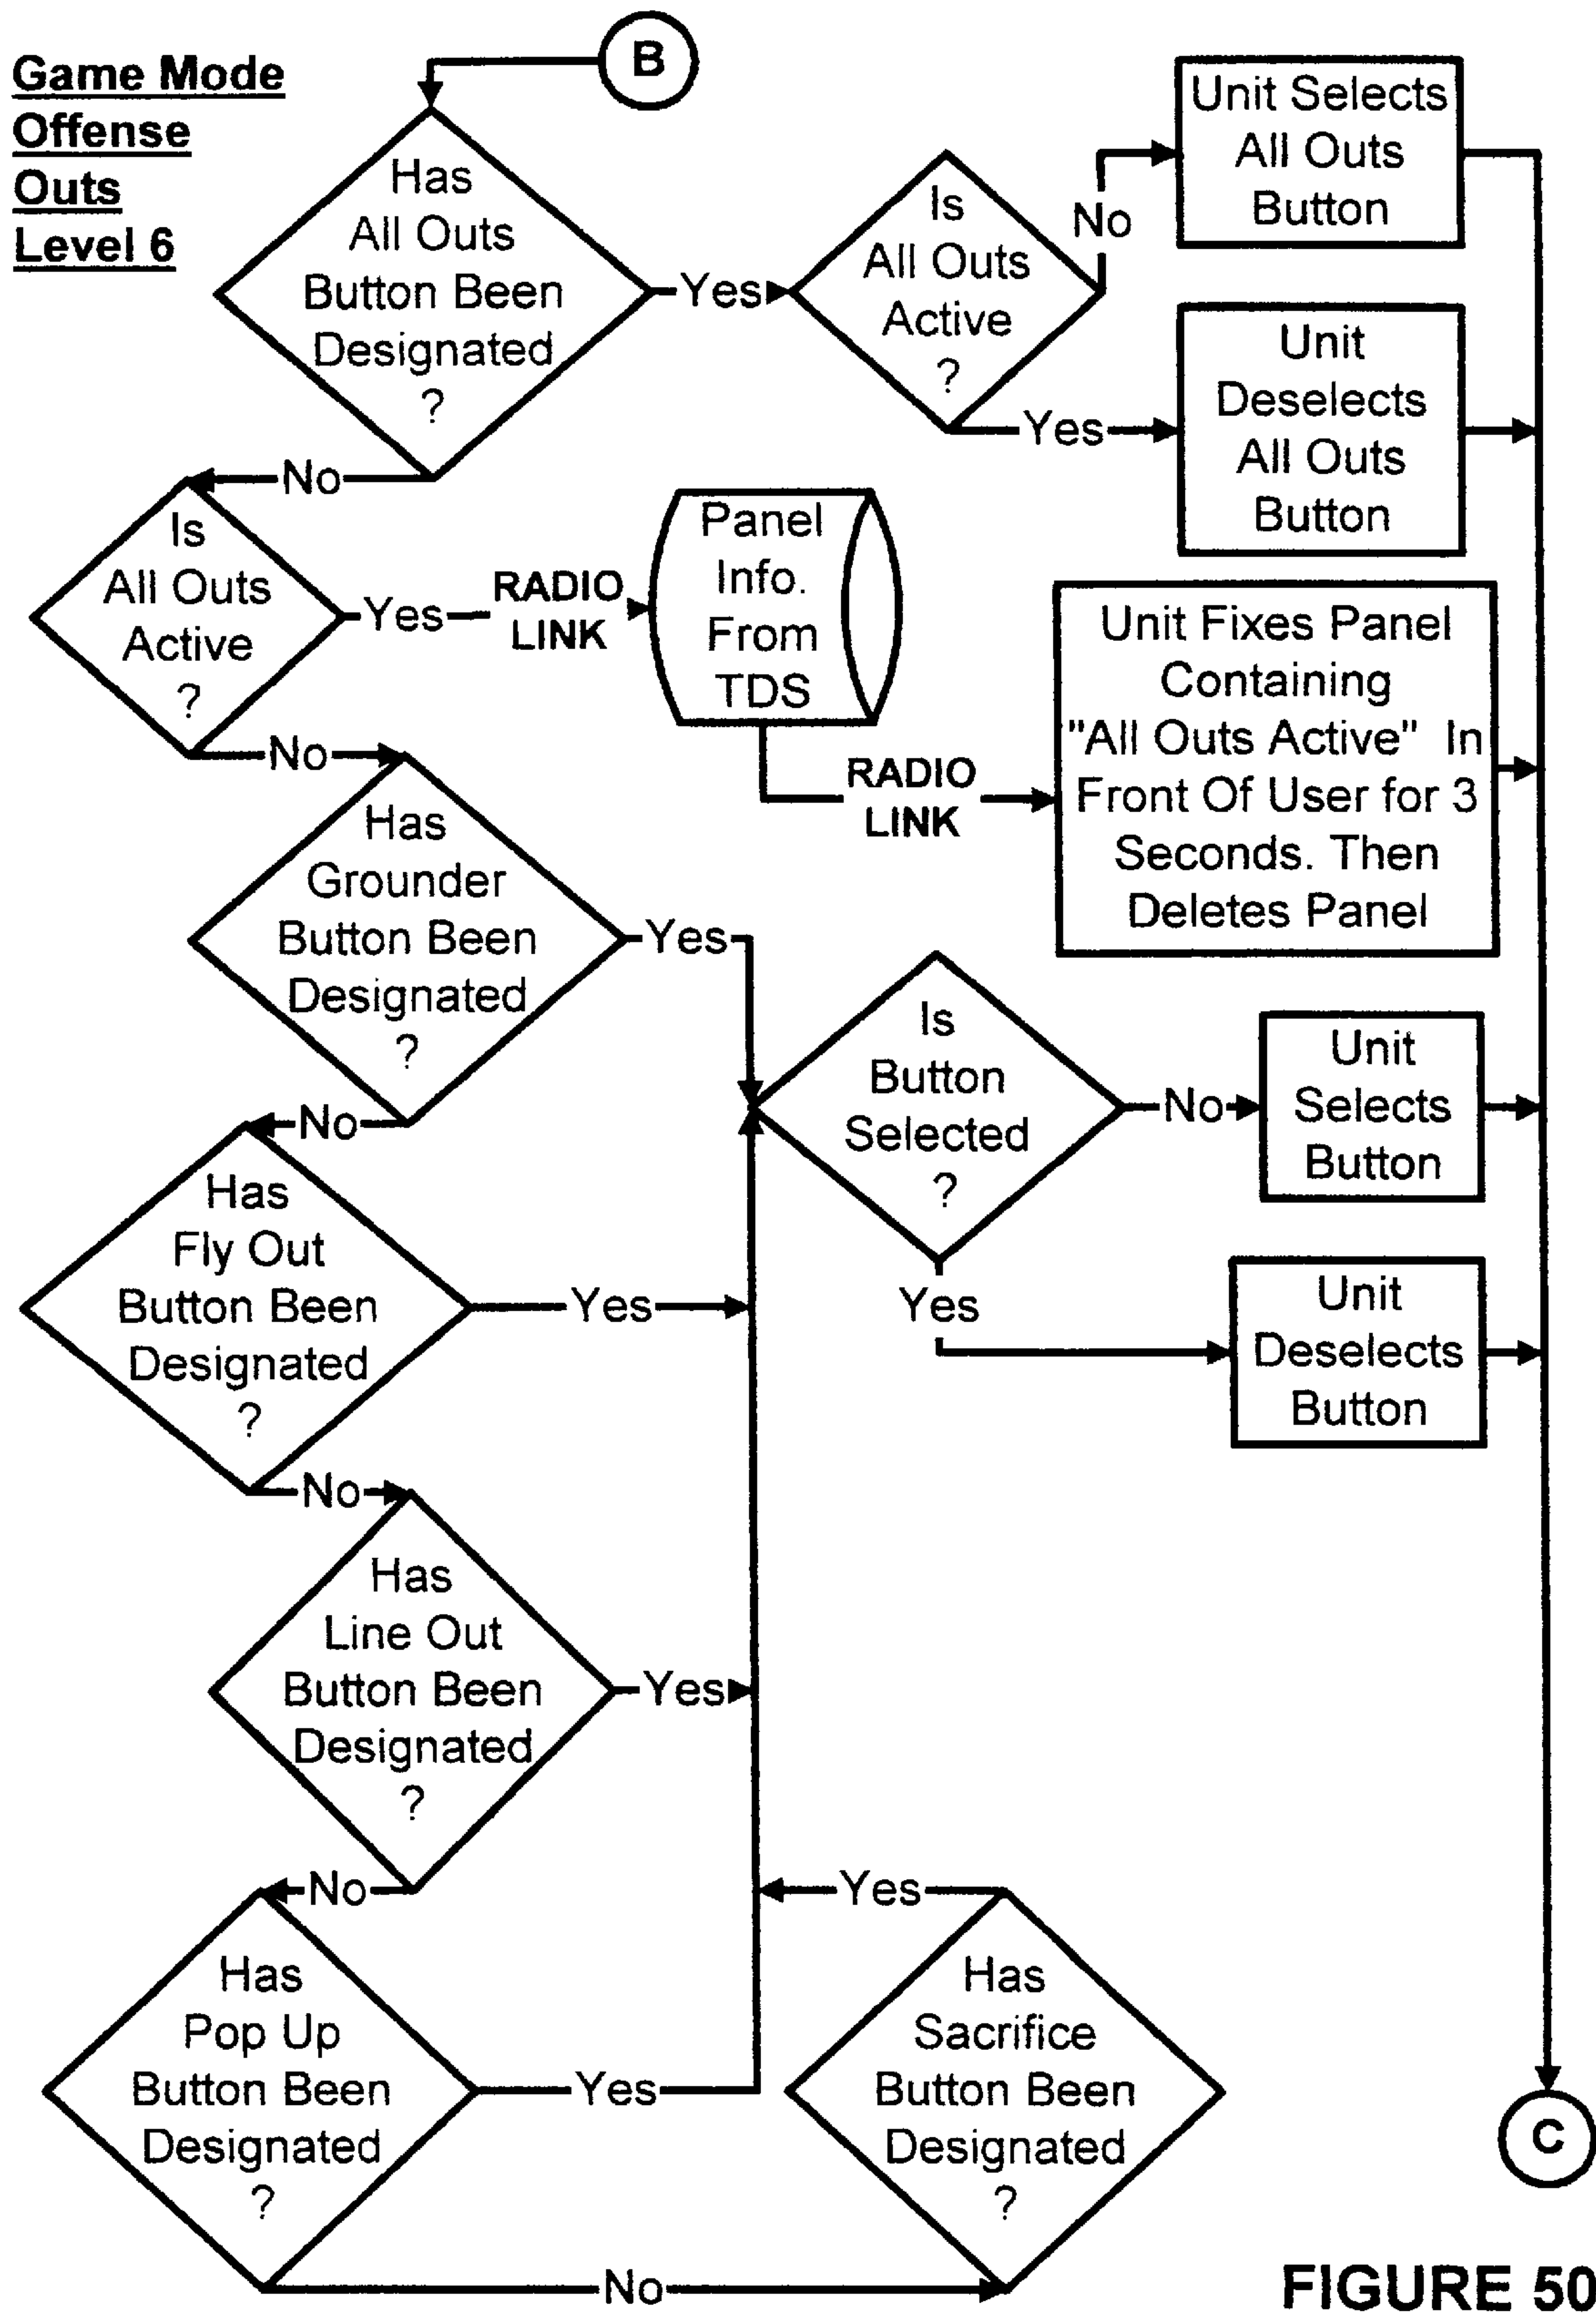 Game Mode
Offense
Outs
Level 6
B
Has
All Outs
Button Been
Designated
?
Yes
Is
All Outs
Active
?
No
Unit Selects
All Outs
Button
Yes
Unit
Deselects
All Outs
Button
No
Is
All Outs
Active
?
Yes
RADIO
LINK
Panel
Info.
From
TDS
RADIO
LINK
Unit Fixes Panel
Containing
"All Outs Active" In
Front Of User for 3
Seconds. Then
Deletes Panel
No
Has
Grounder
Button Been
Designated
?
Yes
Is
Button
Selected
?
No
Unit
Selects
Button
Yes
Unit
Deselects
Button
No
Has
Fly Out
Button Been
Designated
?
Yes
No
Has
Line Out
Button Been
Designated
?
Yes
No
Has
Pop Up
Button Been
Designated
?
Yes
No
Has
Sacrifice
Button Been
Designated
?
Yes
C
FIGURE 50